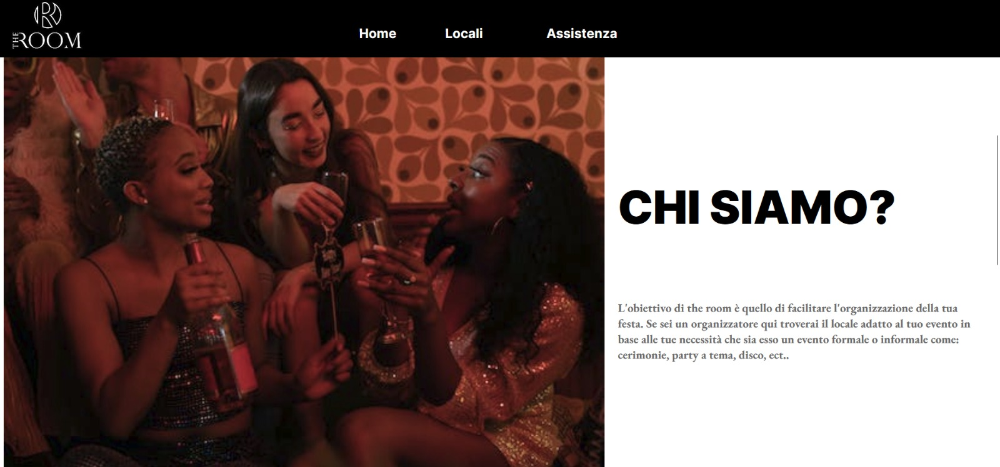 THE ROOM
Home Locali Assistenza
CHI SIAMO?
L'obiettivo di the room è quello di facilitare l'organizzazione della tua
festa. Se sei un organizzatore qui troverai il locale adatto al tuo evento in
base alle tue necessità che sia esso un evento formale o informale come:
cerimonie, party a tema, disco, ect..